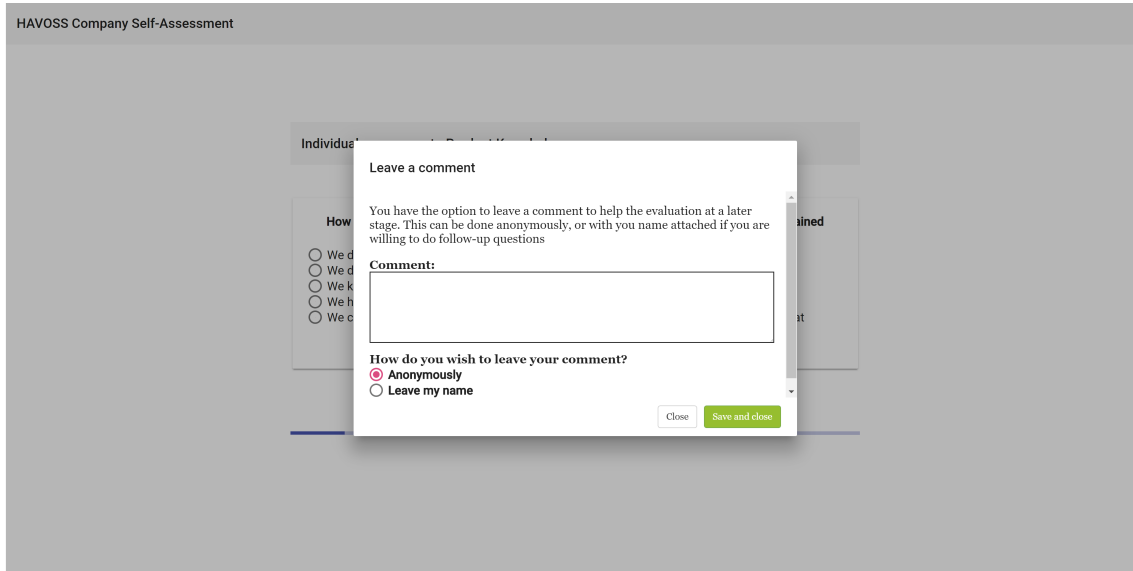 HAVOSS Company Self-Assessment
Individual
Leave a comment
How
ained
You have the option to leave a comment to help the evaluation at a later
stage. This can be done anonymously, or with you name attached if you are
willing to do follow-up questions
We d
We d
We k
We h
We c
at
Comment:
How do you wish to leave your comment?
Anonymously
Leave my name
Close
Save and close